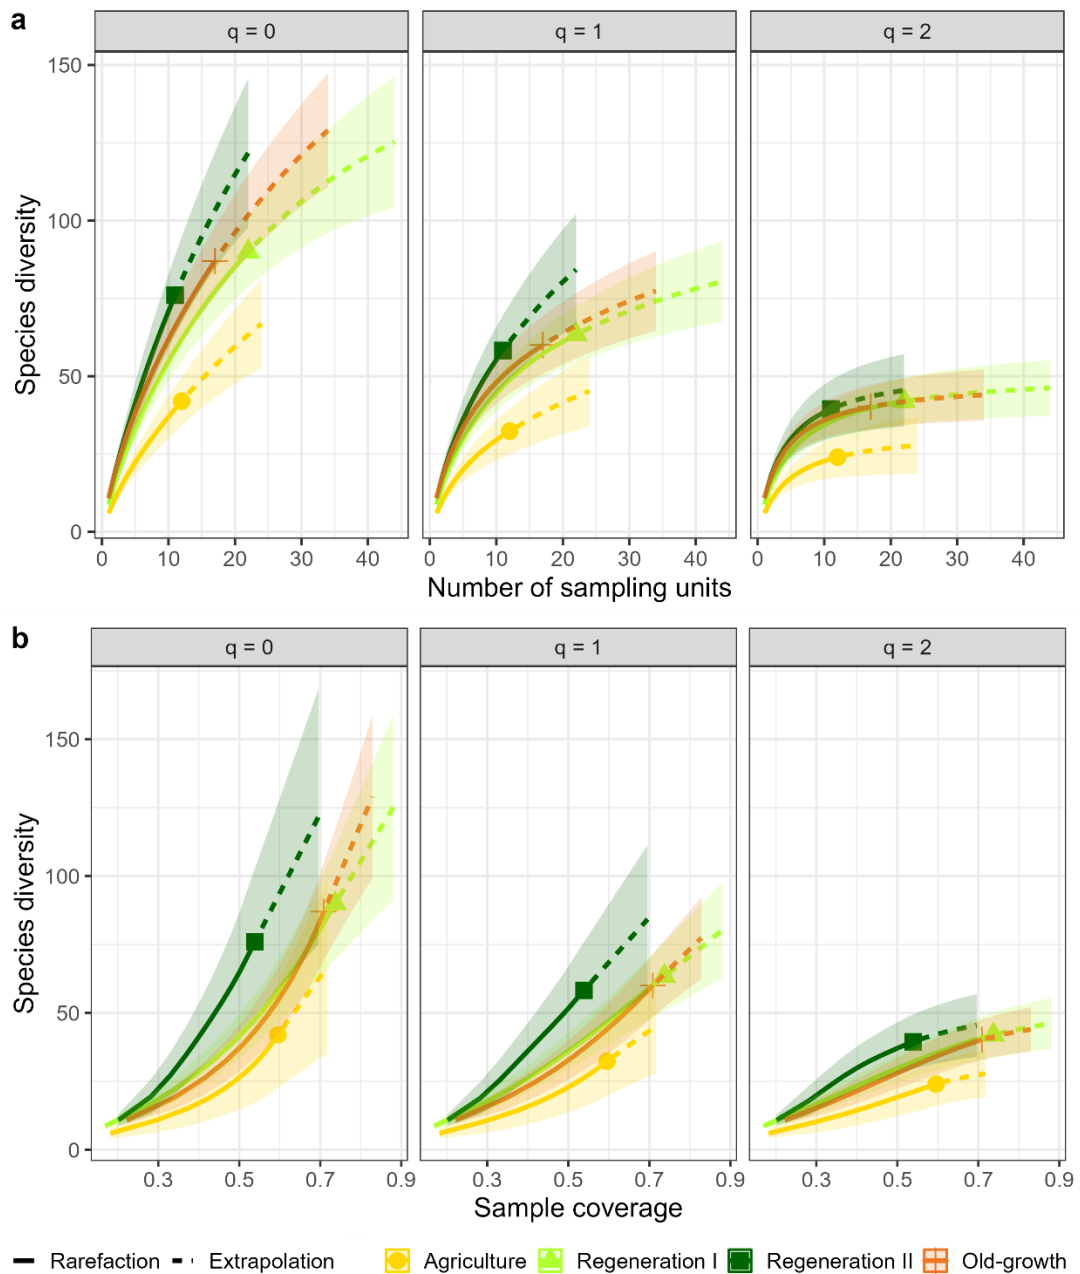 a
q = 0
q = 1
q = 2
Species diversity
150
100
50
0
0 10 20 30 40
0 10 20 30 40
0 10 20 30 40
Number of sampling units
b
q = 0
q = 1
q = 2
Species diversity
150
100
50
0
0.3 0.5 0.7 0.9
0.3 0.5 0.7 0.9
0.3 0.5 0.7 0.9
Sample coverage
Rarefaction Extrapolation Agriculture Regeneration I Regeneration II Old-growth